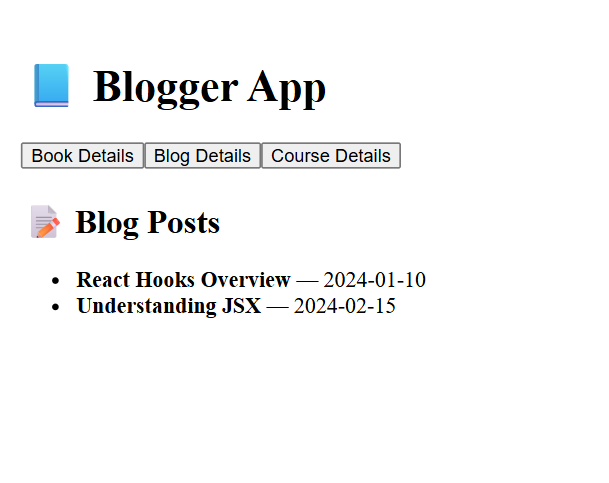 📘 Blogger App
Book Details Blog Details Course Details
📝 Blog Posts
• React Hooks Overview — 2024-01-10
• Understanding JSX — 2024-02-15